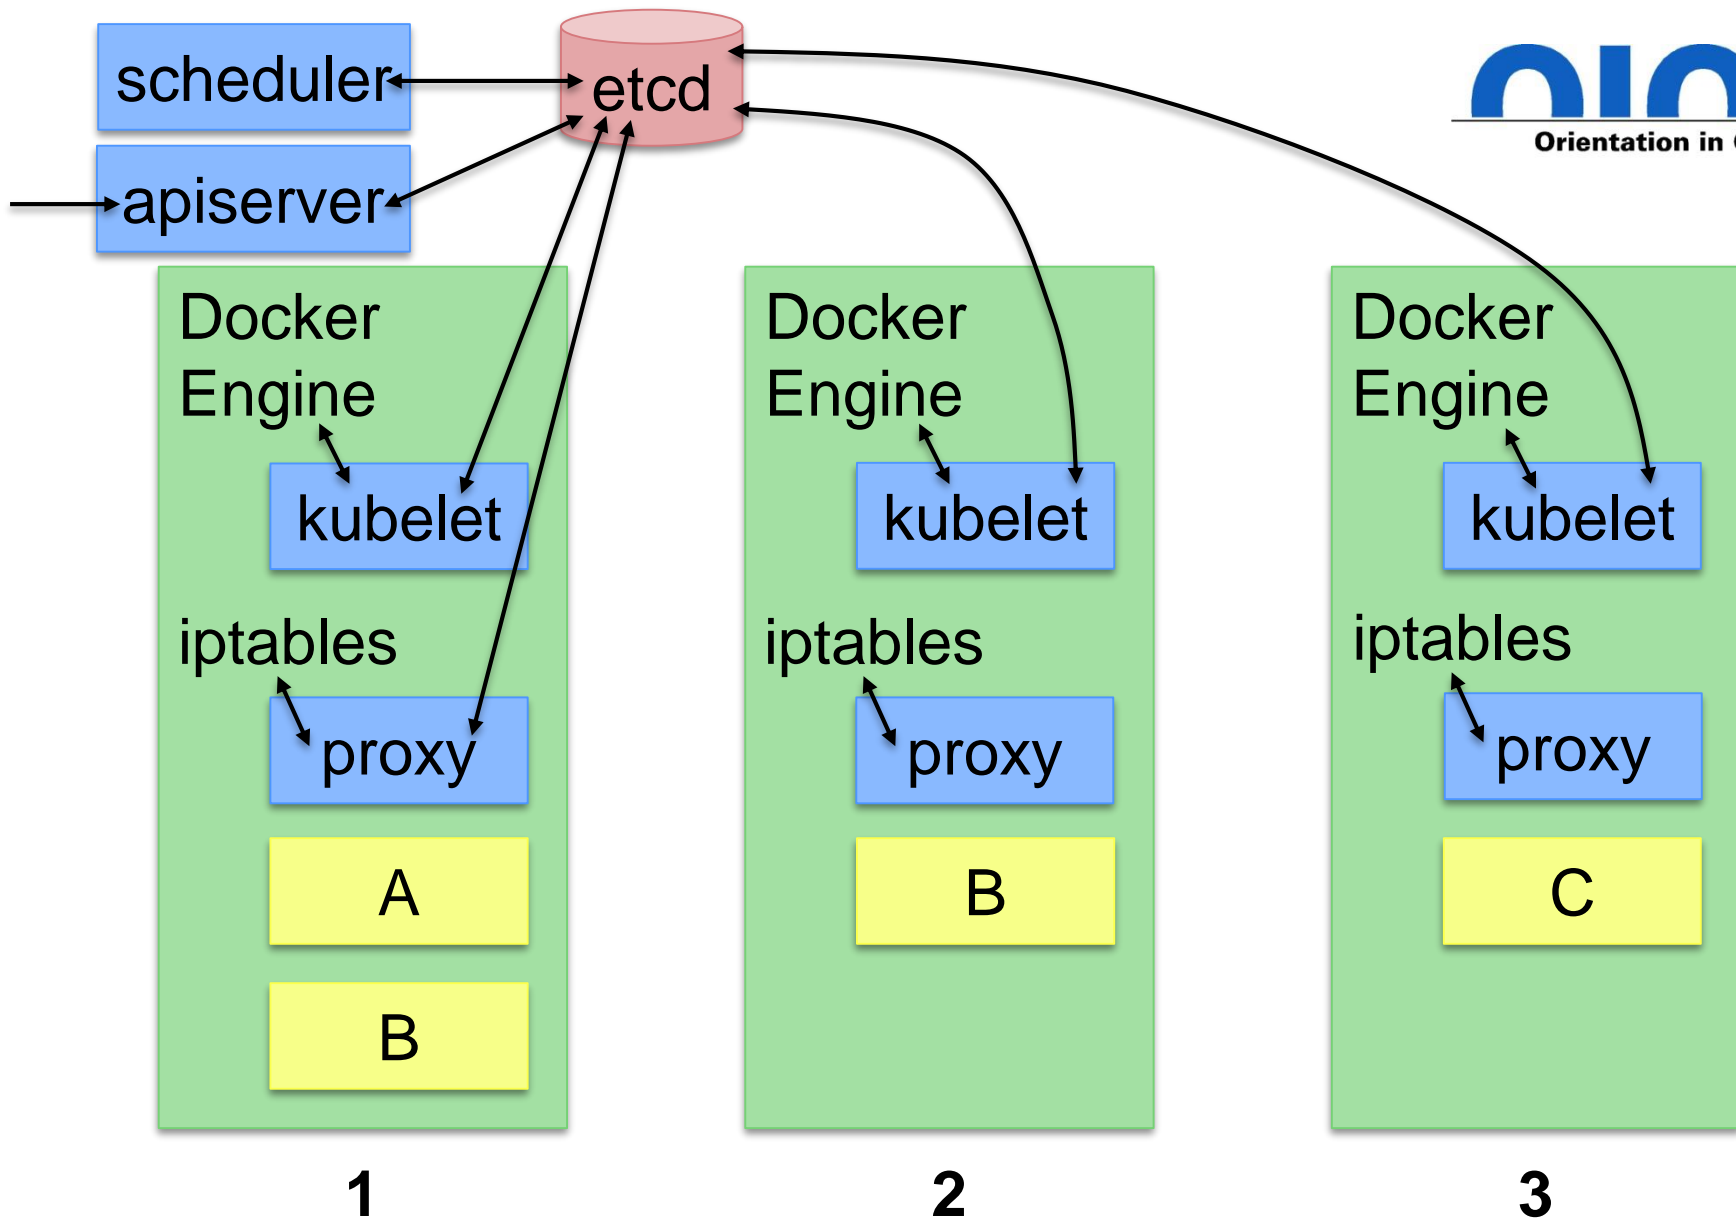 scheduler
etcd
apiserver
Orientation in
Docker
Engine
kubelet
iptables
proxy
A
B
1
Docker
Engine
kubelet
iptables
proxy
B
2
Docker
Engine
kubelet
iptables
proxy
C
3